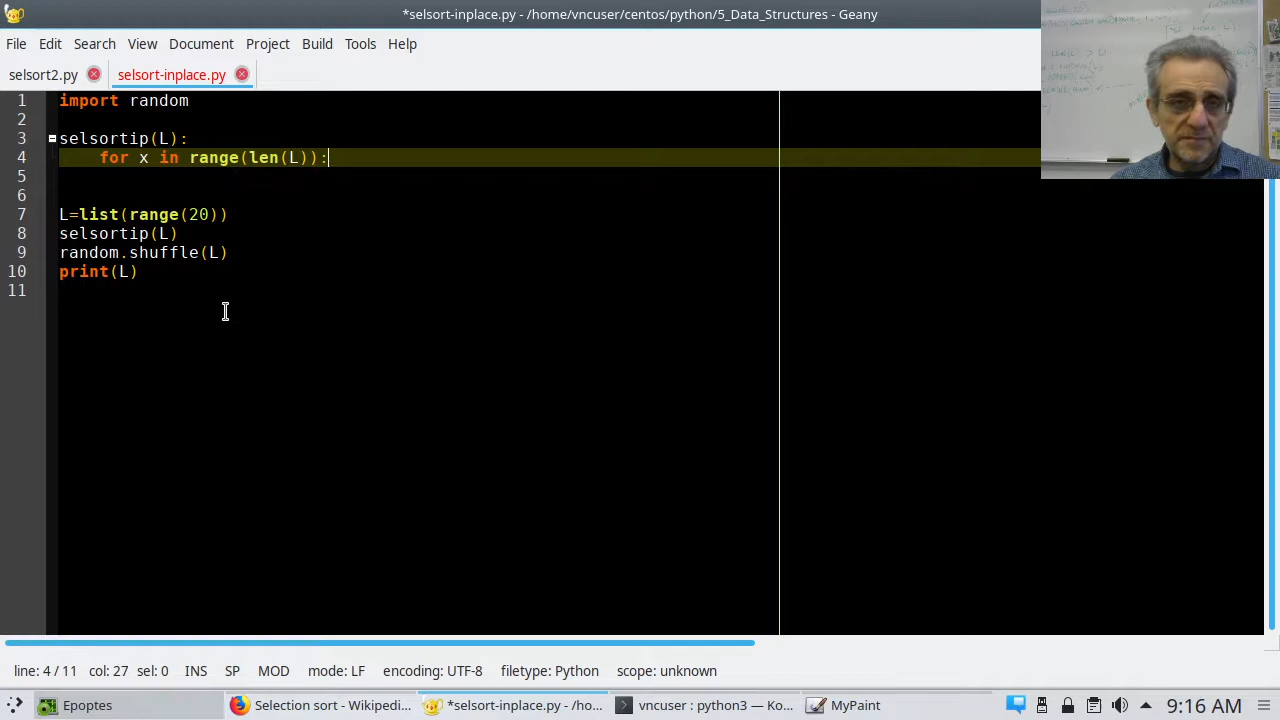 *selsort-inplace.py - /home/vncuser/centos/python/5_Data_Structures - Geany
File Edit Search View Document Project Build Tools Help
selsort2.py selsort-inplace.py
1 import random
2
3 selsortip(L):
4 for x in range(len(L)):
5
6
7 L=list(range(20))
8 selsortip(L)
9 random.shuffle(L)
10 print(L)
11
line: 4 / 11 col: 27 sel: 0 INS SP MOD mode: LF encoding: UTF-8 filetype: Python scope: unknown
Epoptes Selection sort - Wikipedi... *selsort-inplace.py - /ho... vncuser : python3 — Ko... MyPaint 9:16 AM